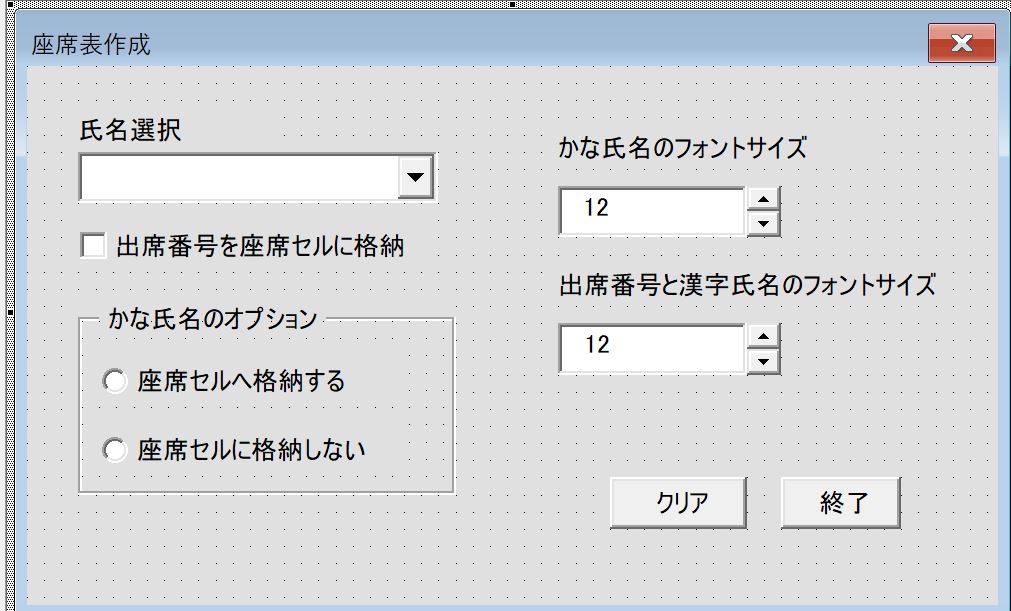 座席表作成
氏名選択
出席番号を座席セルに格納
かな氏名のオプション
座席セルへ格納する
座席セルに格納しない
かな氏名のフォントサイズ
12
出席番号と漢字氏名のフォントサイズ
12
クリア
終了